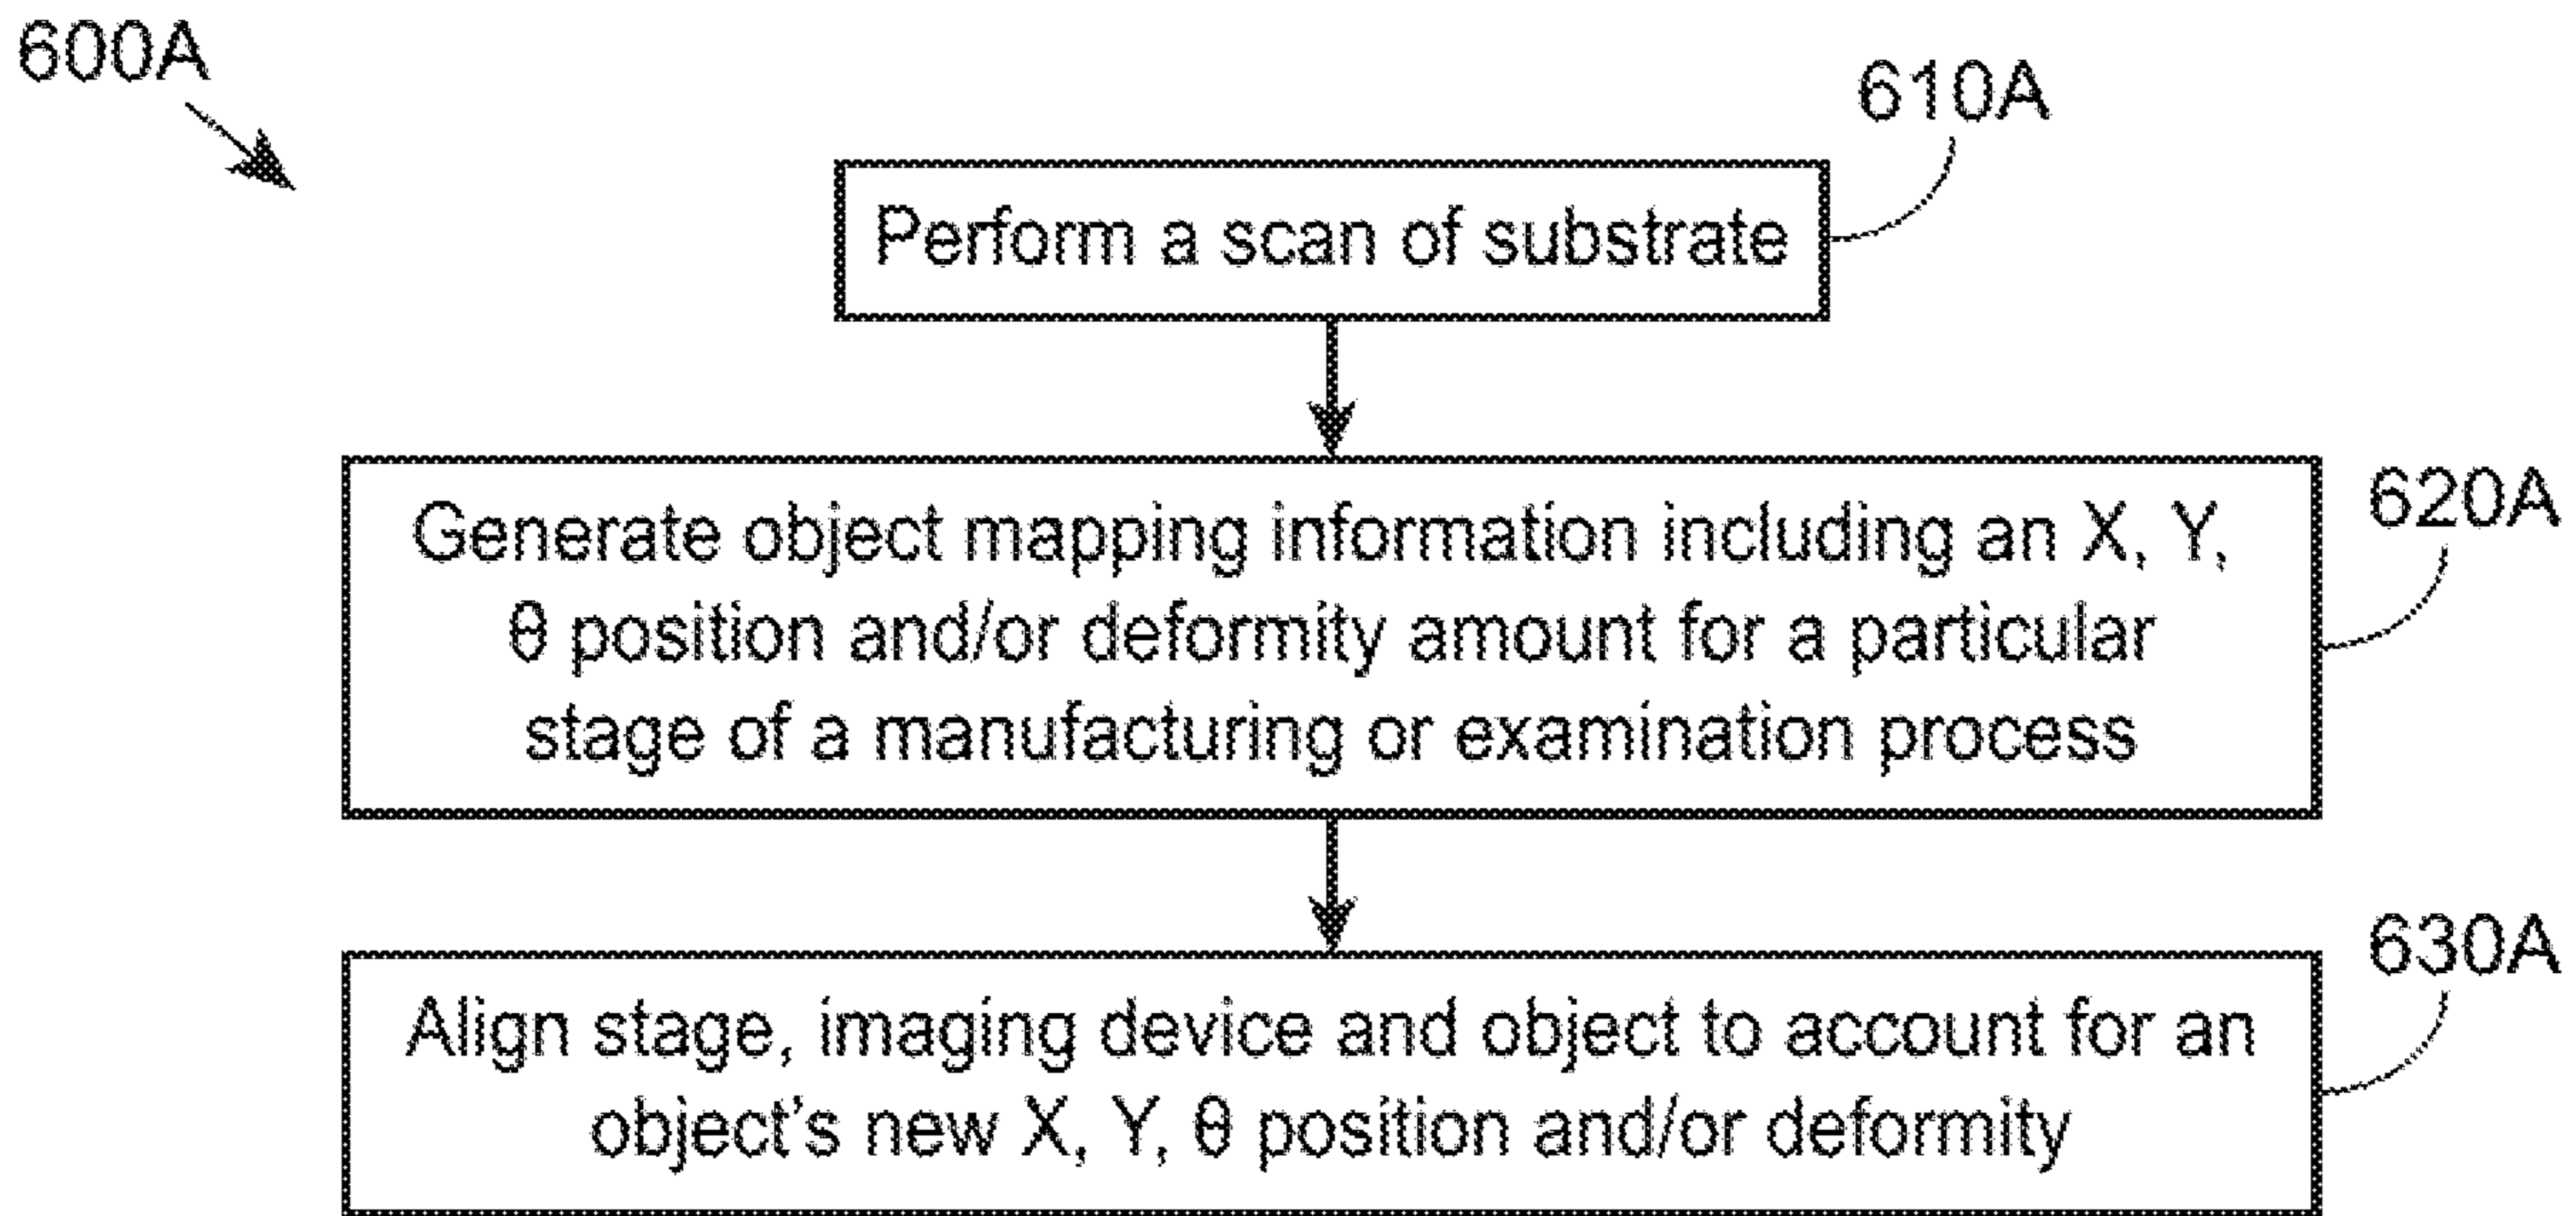 600A
610A
Perform a scan of substrate
620A
Generate object mapping information including an X, Y,
θ position and/or deformity amount for a particular
stage of a manufacturing or examination process
630A
Align stage, imaging device and object to account for an
object's new X, Y, θ position and/or deformity